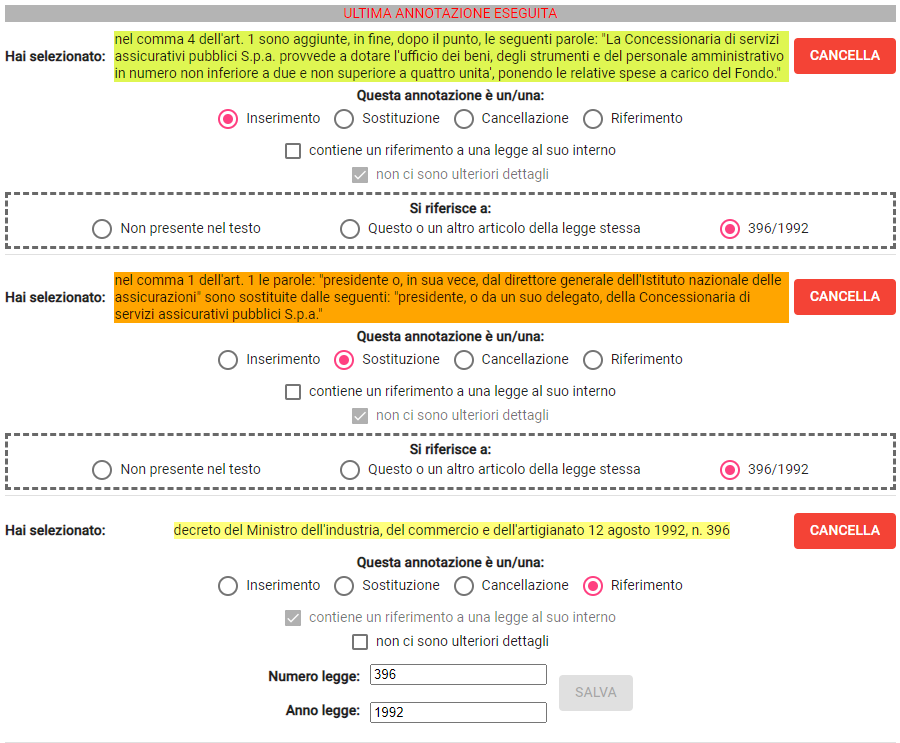 ULTIMA ANNOTAZIONE ESEGUITA
Hai selezionato:
nel comma 4 dell'art. 1 sono aggiunte, in fine, dopo il punto, le seguenti parole: "La Concessionaria di servizi
assicurativi pubblici S.p.a. provvede a dotare l'ufficio dei beni, degli strumenti e del personale amministrativo
in numero non inferiore a due e non superiore a quattro unita', ponendo le relative spese a carico del Fondo."
CANCELLA
Questa annotazione è un/una:
Inserimento Sostituzione Cancellazione Riferimento
contiene un riferimento a una legge al suo interno
non ci sono ulteriori dettagli
Si riferisce a:
Non presente nel testo Questo o un altro articolo della legge stessa 396/1992
Hai selezionato:
nel comma 1 dell'art. 1 le parole: "presidente o, in sua vece, dal direttore generale dell'Istituto nazionale delle
assicurazioni" sono sostituite dalle seguenti: "presidente, o da un suo delegato, della Concessionaria di
servizi assicurativi pubblici S.p.a."
CANCELLA
Questa annotazione è un/una:
Inserimento Sostituzione Cancellazione Riferimento
contiene un riferimento a una legge al suo interno
non ci sono ulteriori dettagli
Si riferisce a:
Non presente nel testo Questo o un altro articolo della legge stessa 396/1992
Hai selezionato: decreto del Ministro dell'industria, del commercio e dell'artigianato 12 agosto 1992, n. 396 CANCELLA
Questa annotazione è un/una:
Inserimento Sostituzione Cancellazione Riferimento
contiene un riferimento a una legge al suo interno
non ci sono ulteriori dettagli
Numero legge: 396
SALVA
Anno legge: 1992